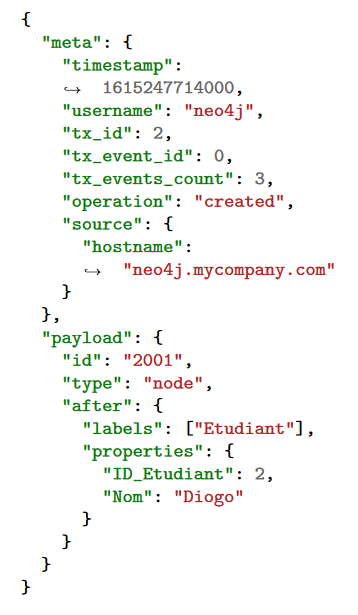 {
  "meta": {
    "timestamp":
    ↪  1615247714000,
    "username": "neo4j",
    "tx_id": 2,
    "tx_event_id": 0,
    "tx_events_count": 3,
    "operation": "created",
    "source": {
      "hostname":
      ↪  "neo4j.mycompany.com"
    }
  },
  "payload": {
    "id": "2001",
    "type": "node",
    "after": {
      "labels": ["Etudiant"],
      "properties": {
        "ID_Etudiant": 2,
        "Nom": "Diogo"
      }
    }
  }
}